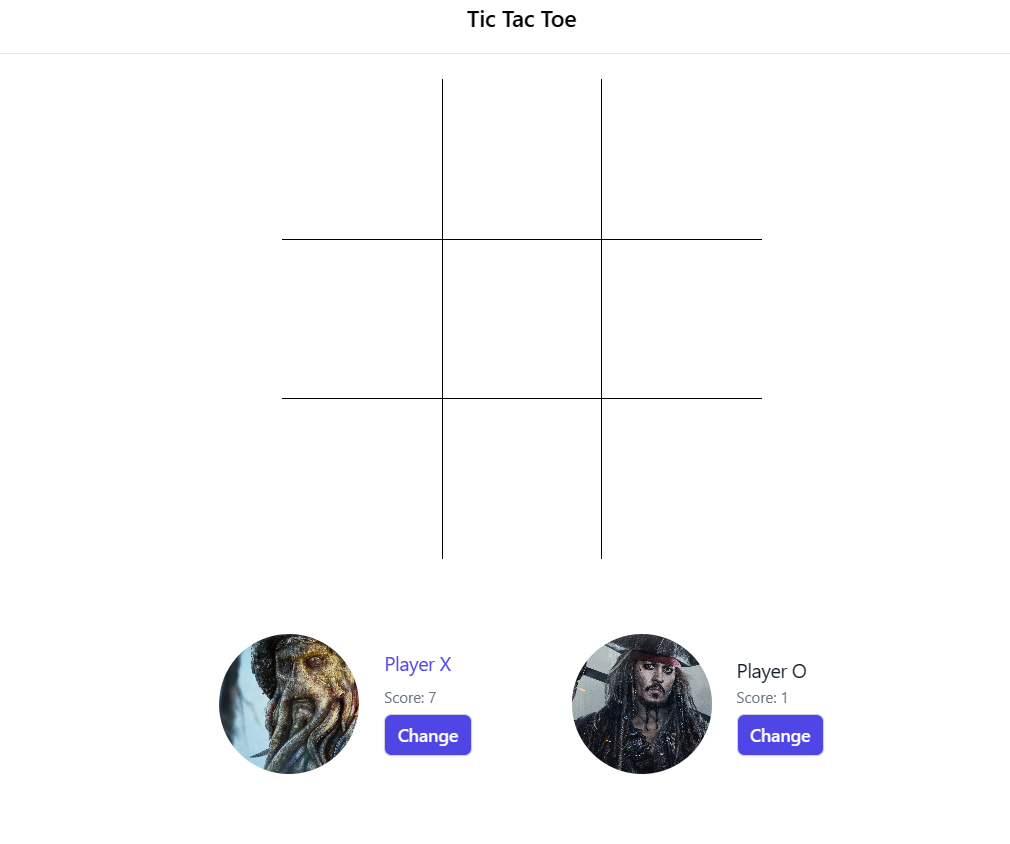 Tic Tac Toe
Player X
Score: 7
Change
Player O
Score: 1
Change